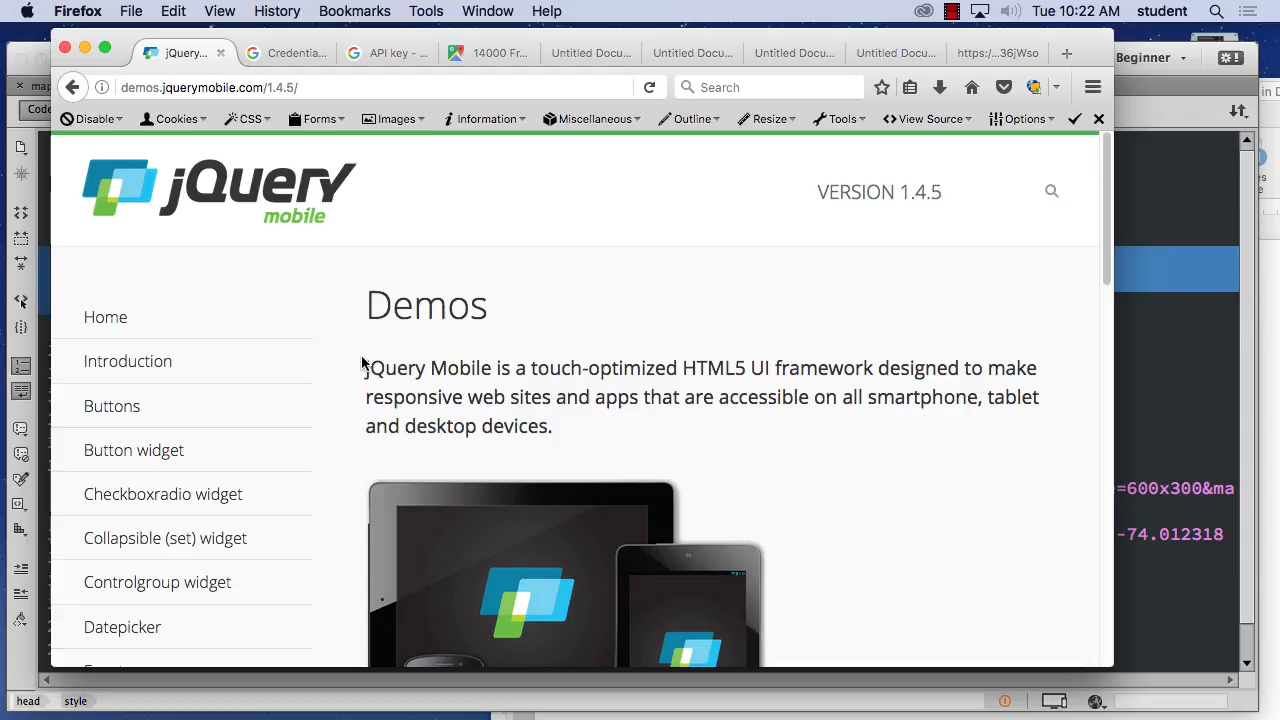 Firefox File Edit View History Bookmarks Tools Window Help Tue 10:22 AM student
jQuery... Credentia... API key - ... 14000 for... Untitled Docu... Untitled Docu... Untitled Docu... Untitled Docu... https:/...36jWso
Beginner
map
demos.jquerymobile.com/1.4.5/
Search
Code
Disable Cookies CSS Forms Images Information Miscellaneous Outline Resize Tools View Source Options
jQuery
mobile
VERSION 1.4.5
Demos
Home
Introduction
jQuery Mobile is a touch-optimized HTML5 UI framework designed to make
responsive web sites and apps that are accessible on all smartphone, tablet
and desktop devices.
Buttons
Button widget
Checkboxradio widget
=600x300&ma
Collapsible (set) widget
-74.012318
Controlgroup widget
Datepicker
head style